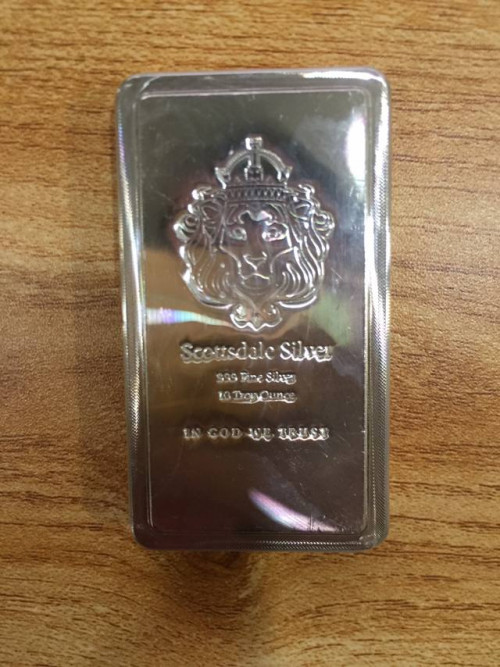 Scottsdale Silver
999 Fine Silver
10 Troy Ounce
IN GOD WE TRUST